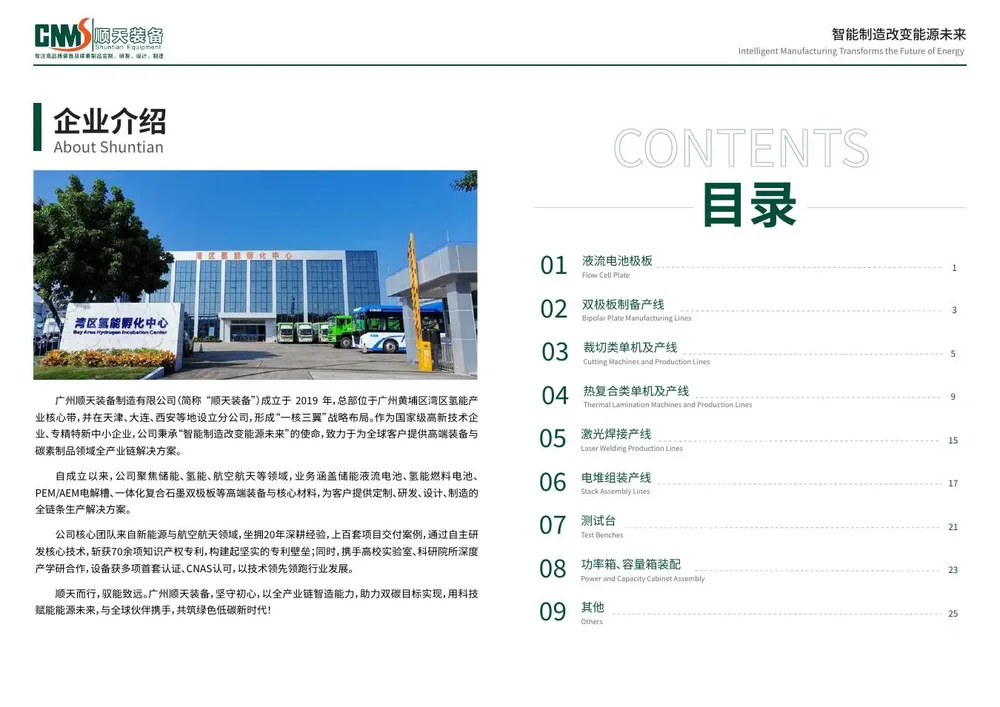 CNMS 顺天装备
Shuntian Equipment
专注高品质装备及碳素制品定制、研发、设计、制造
智能制造改变能源未来
Intelligent Manufacturing Transforms the Future of Energy
企业介绍
About Shuntian
湾区氢能孵化中心
湾区氢能孵化中心
Bay Area Hydrogen Incubation Center
广州顺天装备制造有限公司（简称“顺天装备”）成立于 2019 年，总部位于广州黄埔区湾区氢能产
业核心带，并在天津、大连、西安等地设立分公司，形成“一核三翼”战略布局。作为国家级高新技术企
业、专精特新中小企业，公司秉承“智能制造改变能源未来”的使命，致力于为全球客户提供高端装备与
碳素制品领域全产业链解决方案。
自成立以来，公司聚焦储能、氢能、航空航天等领域，业务涵盖储能液流电池、氢能燃料电池、
PEM/AEM电解槽、一体化复合石墨双极板等高端装备与核心材料，为客户提供定制、研发、设计、制造的
全链条生产解决方案。
公司核心团队来自新能源与航空航天领域，坐拥20年深耕经验，上百套项目交付案例，通过自主研
发核心技术，斩获70余项知识产权专利，构建起坚实的专利壁垒；同时，携手高校实验室、科研院所深度
产学研合作，设备获多项首套认证、CNAS认可，以技术领先领跑行业发展。
顺天而行，驭能致远。广州顺天装备，坚守初心，以全产业链智造能力，助力双碳目标实现，用科技
赋能能源未来，与全球伙伴携手，共筑绿色低碳新时代！
CONTENTS
目录
01 液流电池极板 1
Flow Cell Plate
02 双极板制备产线 3
Bipolar Plate Manufacturing Lines
03 裁切类单机及产线 5
Cutting Machines and Production Lines
04 热复合类单机及产线 9
Thermal Lamination Machines and Production Lines
05 激光焊接产线 15
Laser Welding Production Lines
06 电堆组装产线 17
Stack Assembly Lines
07 测试台 21
Test Benches
08 功率箱、容量箱装配 23
Power and Capacity Cabinet Assembly
09 其他 25
Others